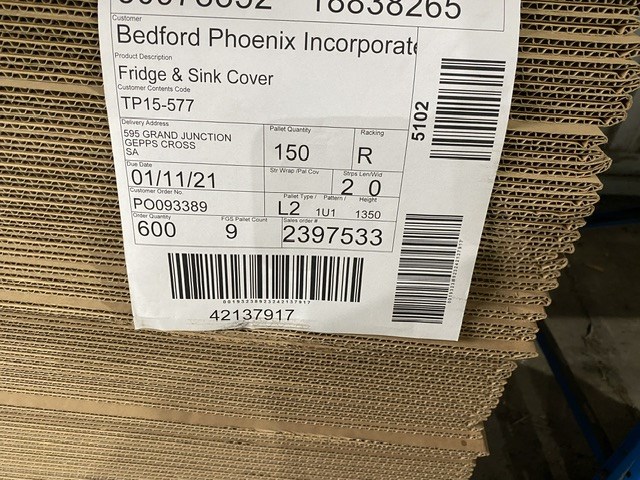 18838265
Customer
Bedford Phoenix Incorporate
Product Description
Fridge & Sink Cover
Customer Contents Code
TP15-577
Delivery Address
595 GRAND JUNCTION
GEPPS CROSS
SA
Pallet Quantity
150
Racking
R
Due Date
01/11/21
Str Wrap /Pal Cov
Strps Len/Wid
2 0
Customer Order No.
PO093389
Pallet Type / Pattern / Height
L2 1U1 1350
Order Quantity
600
FGS Pallet Count
9
Sales order #
2397533
42137917
5102